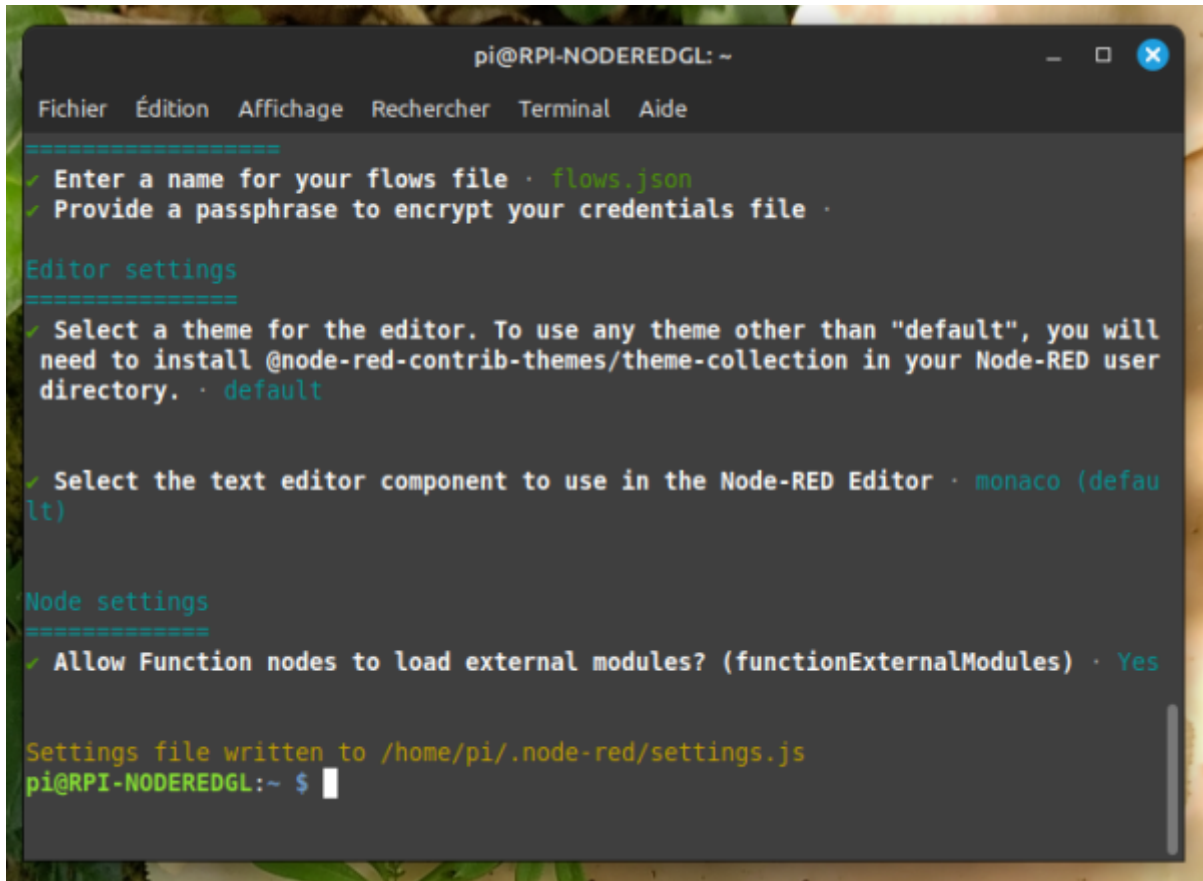 pi@RPI-NODEREDGL: ~
Fichier Édition Affichage Rechercher Terminal Aide
==================
✔ Enter a name for your flows file · flows.json
✔ Provide a passphrase to encrypt your credentials file ·
Editor settings
===============
✔ Select a theme for the editor. To use any theme other than "default", you will
need to install @node-red-contrib-themes/theme-collection in your Node-RED user
directory. · default
✔ Select the text editor component to use in the Node-RED Editor · monaco (defau
lt)
Node settings
=============
✔ Allow Function nodes to load external modules? (functionExternalModules) · Yes
Settings file written to /home/pi/.node-red/settings.js
pi@RPI-NODEREDGL:~ $